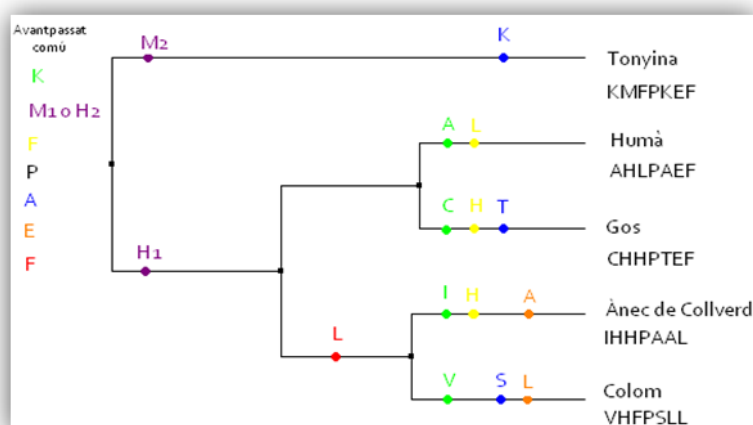 Avantpassat
comú
K
M1 o H2
F
P
A
E
F
M2
K
Tonyina
KMFPKEF
A L
Humà
AHLPAEF
C H T
Gos
CHHPTEF
H1
I H A
Ànec de Collverd
IHHPAAL
L
V S L
Colom
VHFPSLL